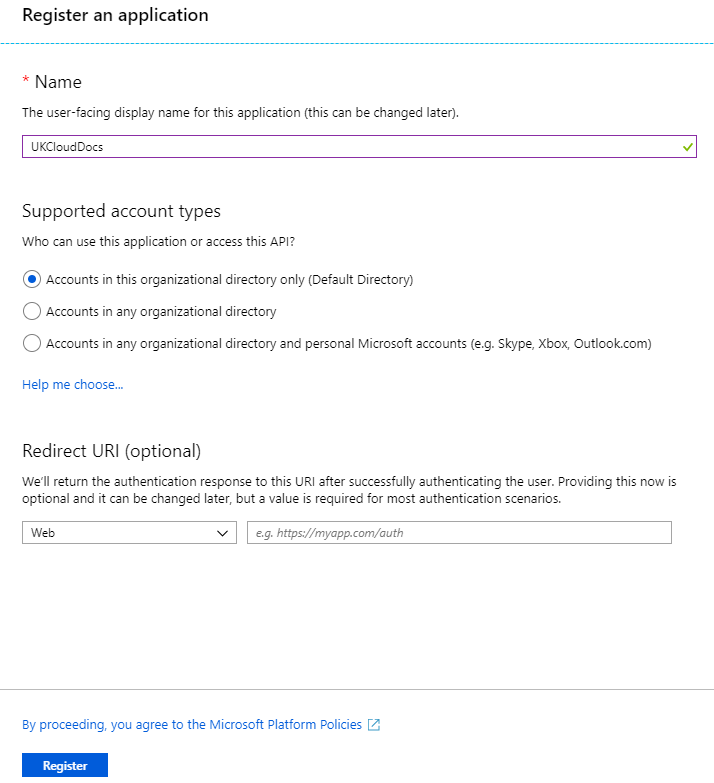 Register an application
* Name
The user-facing display name for this application (this can be changed later).
UKCloudDocs
Supported account types
Who can use this application or access this API?
Accounts in this organizational directory only (Default Directory)
Accounts in any organizational directory
Accounts in any organizational directory and personal Microsoft accounts (e.g. Skype, Xbox, Outlook.com)
Help me choose...
Redirect URI (optional)
We'll return the authentication response to this URI after successfully authenticating the user. Providing this now is
optional and it can be changed later, but a value is required for most authentication scenarios.
Web e.g. https://myapp.com/auth
By proceeding, you agree to the Microsoft Platform Policies
Register